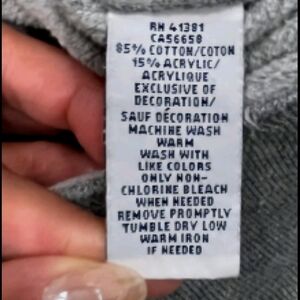 RN 41381
CA56658
85% COTTON/COTON
15% ACRYLIC/
ACRYLIQUE
EXCLUSIVE OF
DECORATION/
SAUF DÉCORATION
MACHINE WASH
WARM
WASH WITH
LIKE COLORS
ONLY NON-
CHLORINE BLEACH
WHEN NEEDED
REMOVE PROMPTLY
TUMBLE DRY LOW
WARM IRON
IF NEEDED